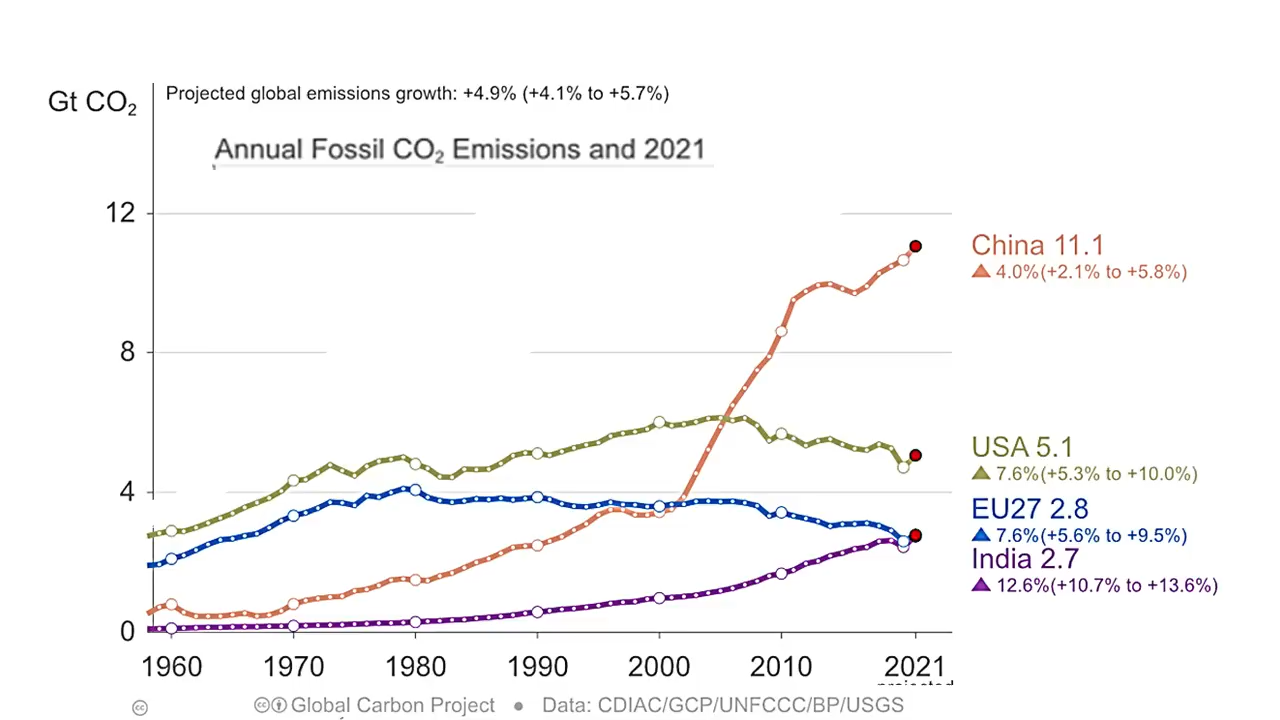 Gt CO₂
Projected global emissions growth: +4.9% (+4.1% to +5.7%)
Annual Fossil CO₂ Emissions and 2021
12
8
4
0
China 11.1
4.0%(+2.1% to +5.8%)
USA 5.1
7.6%(+5.3% to +10.0%)
EU27 2.8
7.6%(+5.6% to +9.5%)
India 2.7
12.6%(+10.7% to +13.6%)
1960 1970 1980 1990 2000 2010 2021
projected
Global Carbon Project ● Data: CDIAC/GCP/UNFCCC/BP/USGS